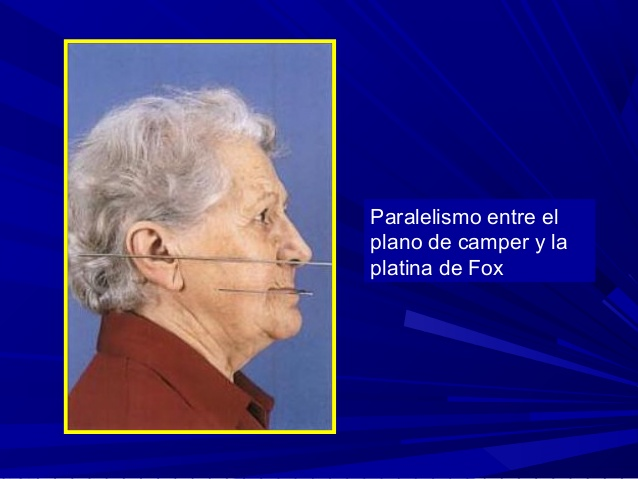 Paralelismo entre el
plano de camper y la
platina de Fox